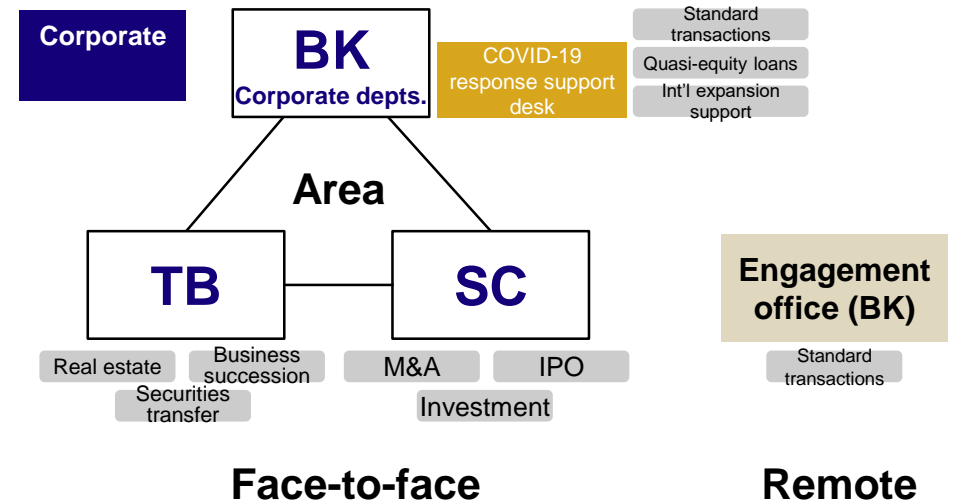 Corporate
BK
Corporate depts.
COVID-19
response support
desk
Standard
transactions
Quasi-equity loans
Int'l expansion
support
Area
TB
SC
Engagement
office (BK)
Real estate
Business
succession
Securities
transfer
M&A
IPO
Investment
Standard
transactions
Face-to-face
Remote